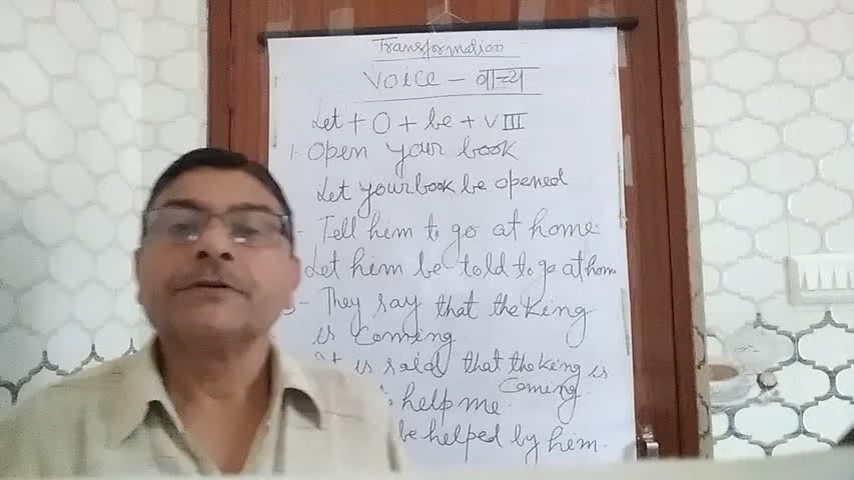 Transformation
Voice - वाच्य
Let + O + be + V III
1- Open your book
Let your book be opened
- Tell him to go at home.
Let him be told to go at home
- They say that the King
is coming
It is said that the King is
coming.
help me.
be helped by him.